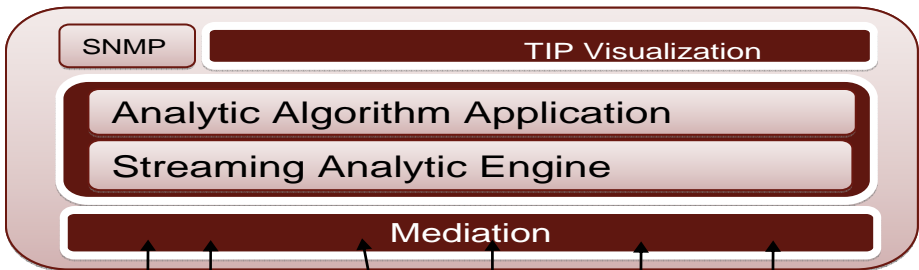 SNMP
TIP Visualization
Analytic Algorithm Application
Streaming Analytic Engine
Mediation